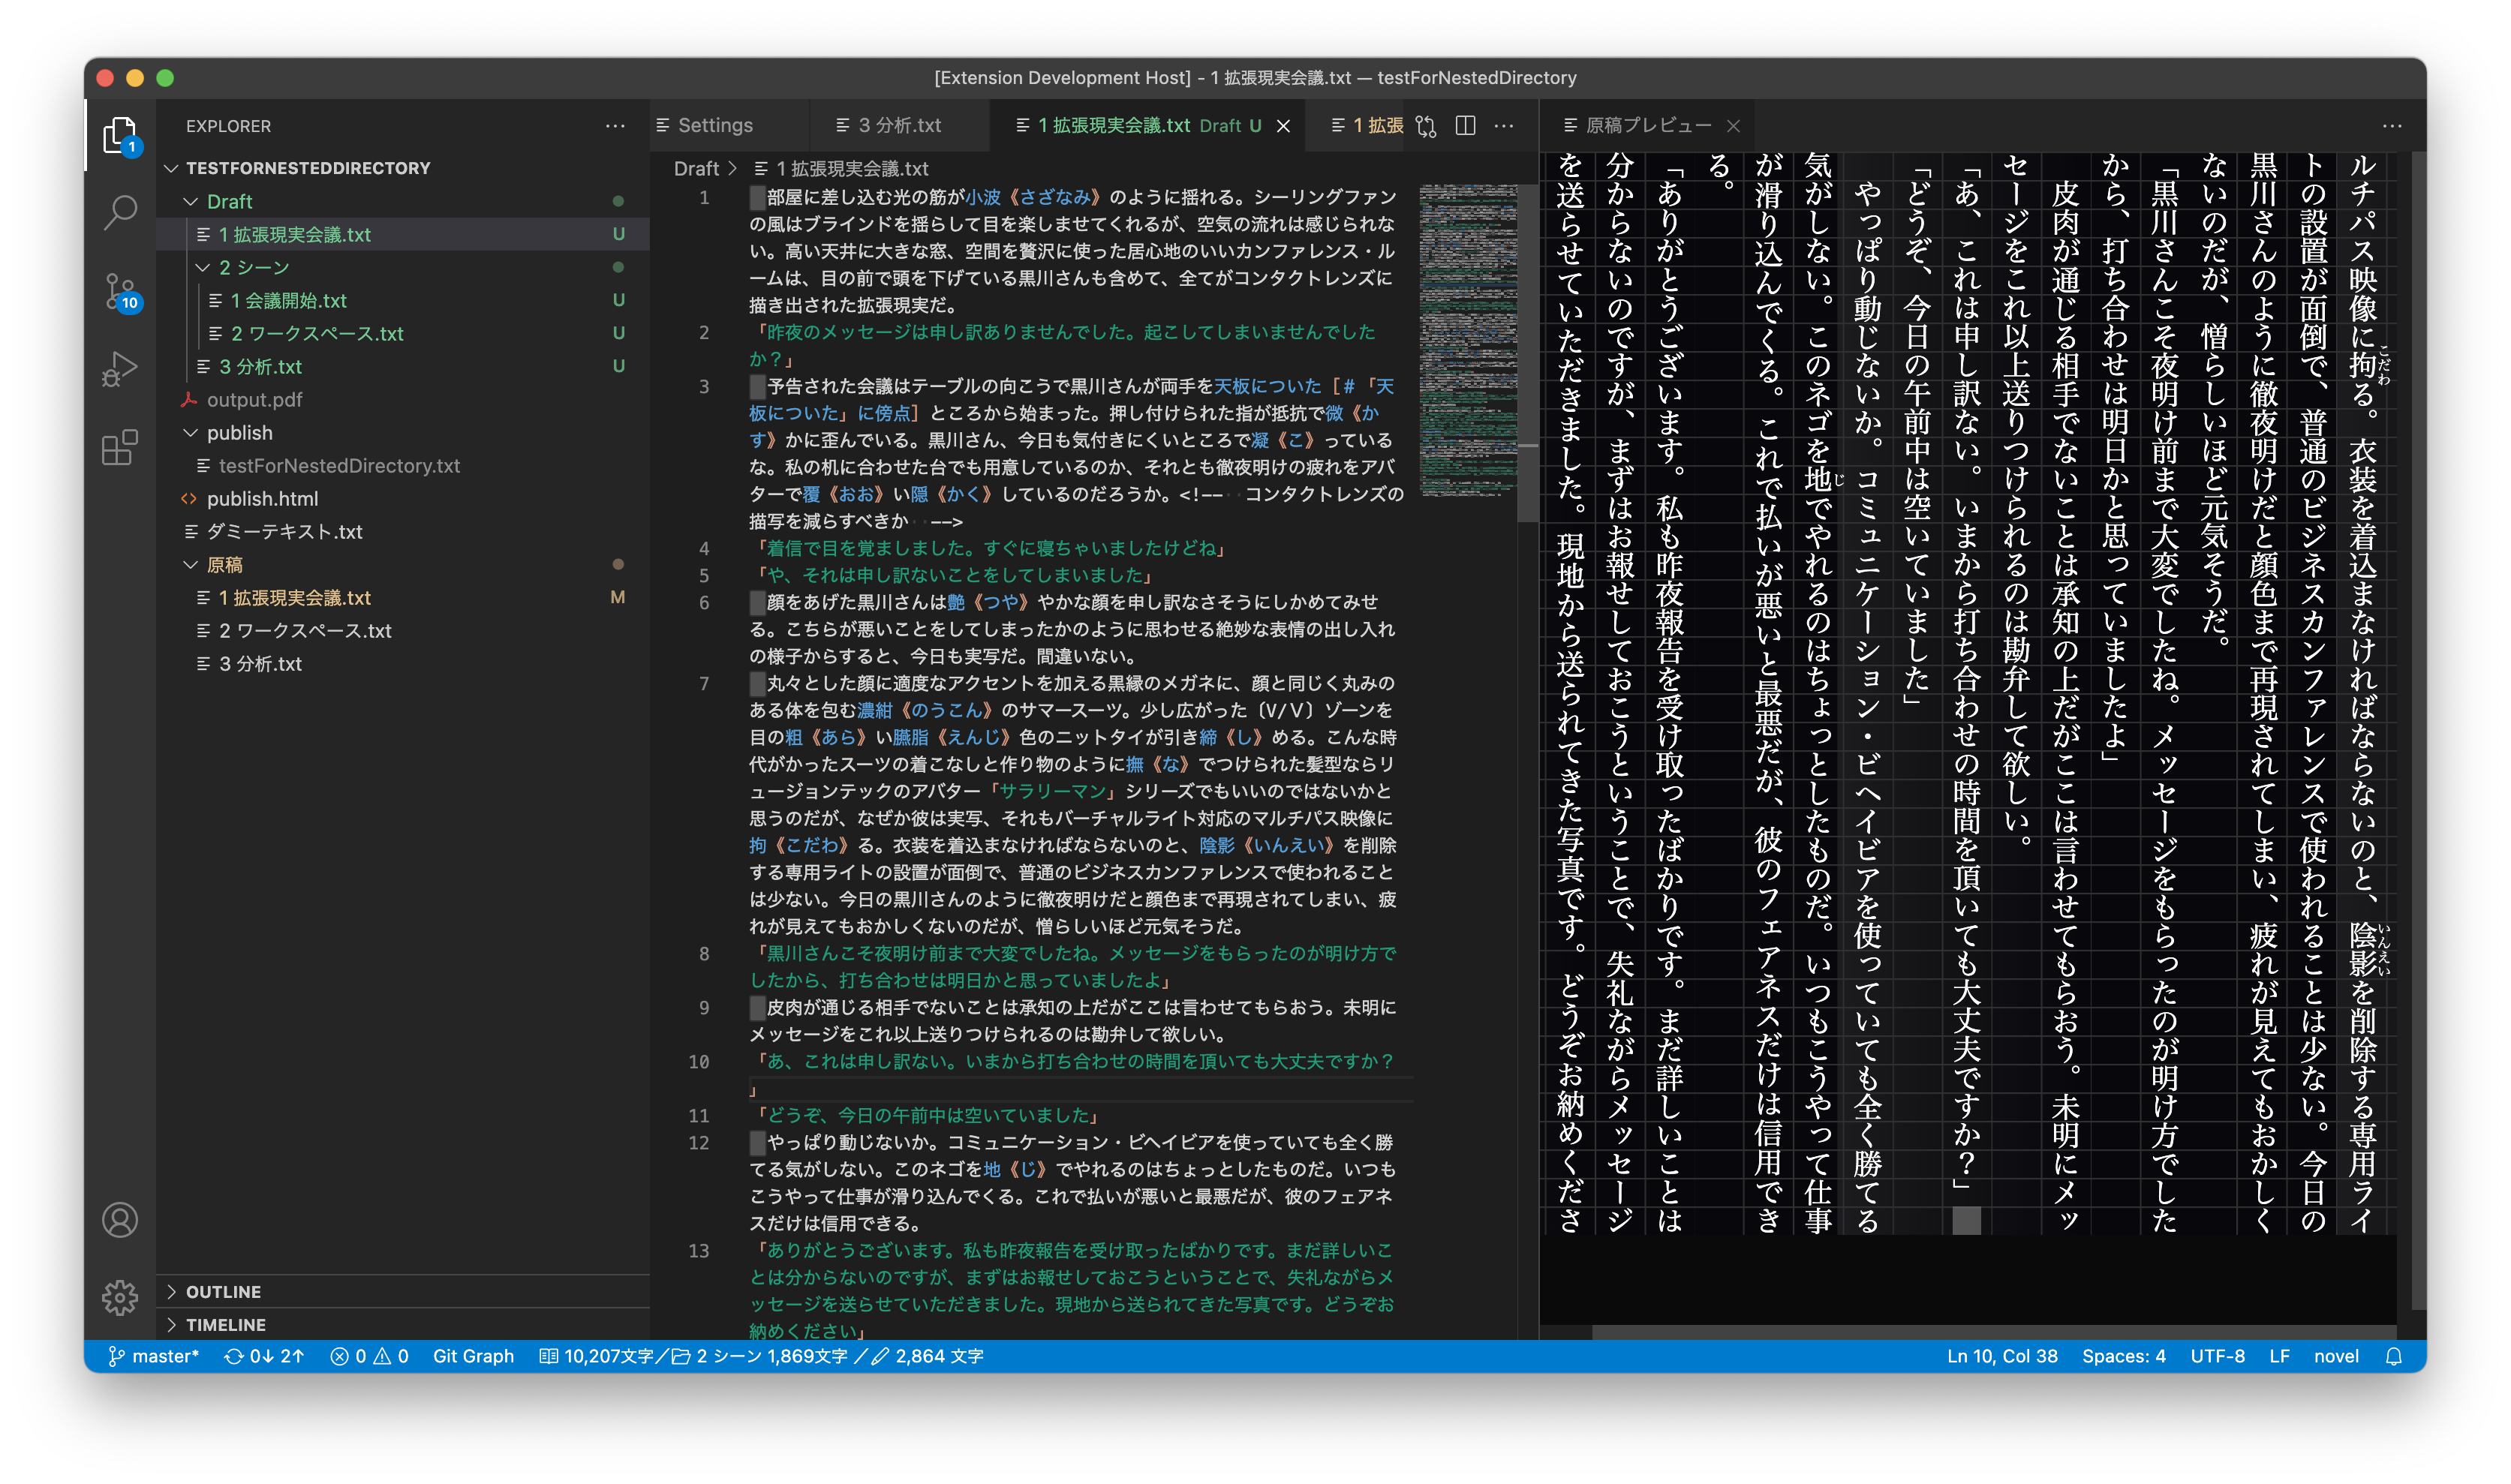 [Extension Development Host] - 1 拡張現実会議.txt — testForNestedDirectory
EXPLORER
TESTFORNESTEDDIRECTORY
Draft
1 拡張現実会議.txt U
2 シーン
1 会議開始.txt U
2 ワークスペース.txt U
3 分析.txt U
output.pdf
publish
testForNestedDirectory.txt
publish.html
ダミーテキスト.txt
原稿
1 拡張現実会議.txt M
2 ワークスペース.txt
3 分析.txt
OUTLINE
TIMELINE
1
10
Settings
3 分析.txt
1 拡張現実会議.txt Draft U
1 拡張
Draft > 1 拡張現実会議.txt
1 部屋に差し込む光の筋が小波《さざなみ》のように揺れる。シーリングファン
の風はブラインドを揺らして目を楽しませてくれるが、空気の流れは感じられな
い。高い天井に大きな窓、空間を贅沢に使った居心地のいいカンファレンス・ル
ームは、目の前で頭を下げている黒川さんも含めて、全てがコンタクトレンズに
描き出された拡張現実だ。
2 「昨夜のメッセージは申し訳ありませんでした。起こしてしまいませんでした
か？」
3 予告された会議はテーブルの向こうで黒川さんが両手を天板についた［＃「天
板についた」に傍点］ところから始まった。押し付けられた指が抵抗で微《か
す》かに歪んでいる。黒川さん、今日も気付きにくいところで凝《こ》っている
な。私の机に合わせた台でも用意しているのか、それとも徹夜明けの疲れをアバ
ターで覆《おお》い隠《かく》しているのだろうか。<!-- コンタクトレンズの
描写を減らすべきか -->
4 「着信で目を覚ましました。すぐに寝ちゃいましたけどね」
5 「や、それは申し訳ないことをしてしまいました」
6 顔をあげた黒川さんは艶《つや》やかな顔を申し訳なさそうにしかめてみせ
る。こちらが悪いことをしてしまったかのように思わせる絶妙な表情の出し入れ
の様子からすると、今日も実写だ。間違いない。
7 丸々とした顔に適度なアクセントを加える黒縁のメガネに、顔と同じく丸みの
ある体を包む濃紺《のうこん》のサマースーツ。少し広がった〔V/Ｖ〕ゾーンを
目の粗《あら》い臙脂《えんじ》色のニットタイが引き締《し》める。こんな時
代がかったスーツの着こなしと作り物のように撫《な》でつけられた髪型ならリ
ュージョンテックのアバター「サラリーマン」シリーズでもいいのではないかと
思うのだが、なぜか彼は実写、それもバーチャルライト対応のマルチパス映像に
拘《こだわ》る。衣装を着込まなければならないのと、陰影《いんえい》を削除
する専用ライトの設置が面倒で、普通のビジネスカンファレンスで使われること
は少ない。今日の黒川さんのように徹夜明けだと顔色まで再現されてしまい、疲
れが見えてもおかしくないのだが、憎らしいほど元気そうだ。
8 「黒川さんこそ夜明け前まで大変でしたね。メッセージをもらったのが明け方で
したから、打ち合わせは明日かと思っていましたよ」
9 皮肉が通じる相手でないことは承知の上だがここは言わせてもらおう。未明に
メッセージをこれ以上送りつけられるのは勘弁して欲しい。
10 「あ、これは申し訳ない。いまから打ち合わせの時間を頂いても大丈夫ですか？
」
11 「どうぞ、今日の午前中は空いていました」
12 やっぱり動じないか。コミュニケーション・ビヘイビアを使っていても全く勝
てる気がしない。このネゴを地《じ》でやれるのはちょっとしたものだ。いつも
こうやって仕事が滑り込んでくる。これで払いが悪いと最悪だが、彼のフェアネ
スだけは信用できる。
13 「ありがとうございます。私も昨夜報告を受け取ったばかりです。まだ詳しいこ
とは分からないのですが、まずはお報せしておこうということで、失礼ながらメ
ッセージを送らせていただきました。現地から送られてきた写真です。どうぞお
納めください」
原稿プレビュー
ルチパス映像に拘こだわる。衣装を着込まなければならないのと、陰影いんえいを削除する専用ライ
トの設置が面倒で、普通のビジネスカンファレンスで使われることは少ない。今日の
黒川さんのように徹夜明けだと顔色まで再現されてしまい、疲れが見えてもおかしく
ないのだが、憎らしいほど元気そうだ。
「黒川さんこそ夜明け前まで大変でしたね。メッセージをもらったのが明け方でした
から、打ち合わせは明日かと思っていましたよ」
皮肉が通じる相手でないことは承知の上だがここは言わせてもらおう。未明にメッ
セージをこれ以上送りつけられるのは勘弁して欲しい。
「あ、これは申し訳ない。いまから打ち合わせの時間を頂いても大丈夫ですか？」
「どうぞ、今日の午前中は空いていました」
やっぱり動じないか。コミュニケーション・ビヘイビアを使っていても全く勝てる
気がしない。このネゴを地じでやれるのはちょっとしたものだ。いつもこうやって仕事
が滑り込んでくる。これで払いが悪いと最悪だが、彼のフェアネスだけは信用でき
る。
「ありがとうございます。私も昨夜報告を受け取ったばかりです。まだ詳しいことは
分からないのですが、まずはお報せしておこうということで、失礼ながらメッセージ
を送らせていただきました。現地から送られてきた写真です。どうぞお納めくださ
master* 0↓ 2↑ 0 0 Git Graph 10,207文字／ 2 シーン 1,869文字 ／ 2,864 文字
Ln 10, Col 38 Spaces: 4 UTF-8 LF novel